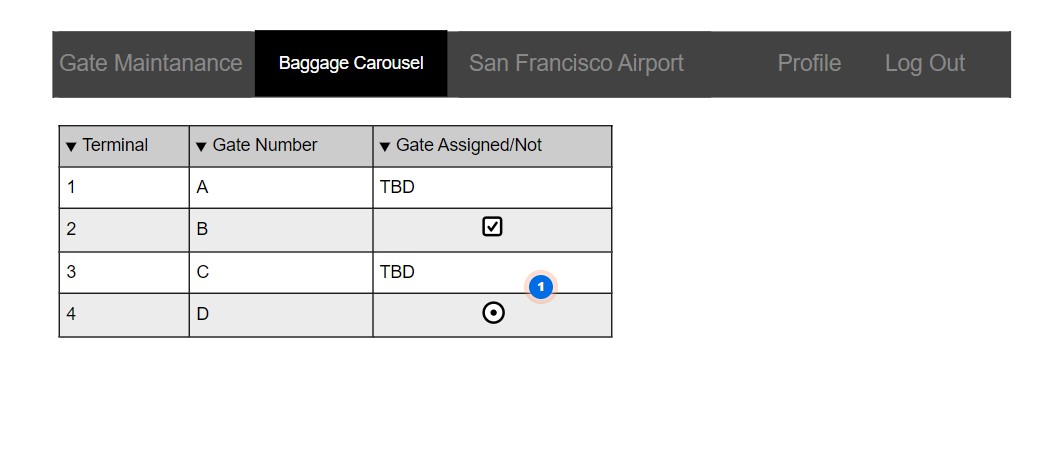 Gate Maintanance Baggage Carousel San Francisco Airport Profile Log Out
▼ Terminal ▼ Gate Number ▼ Gate Assigned/Not
1 A TBD
2 B
3 C TBD
1
4 D